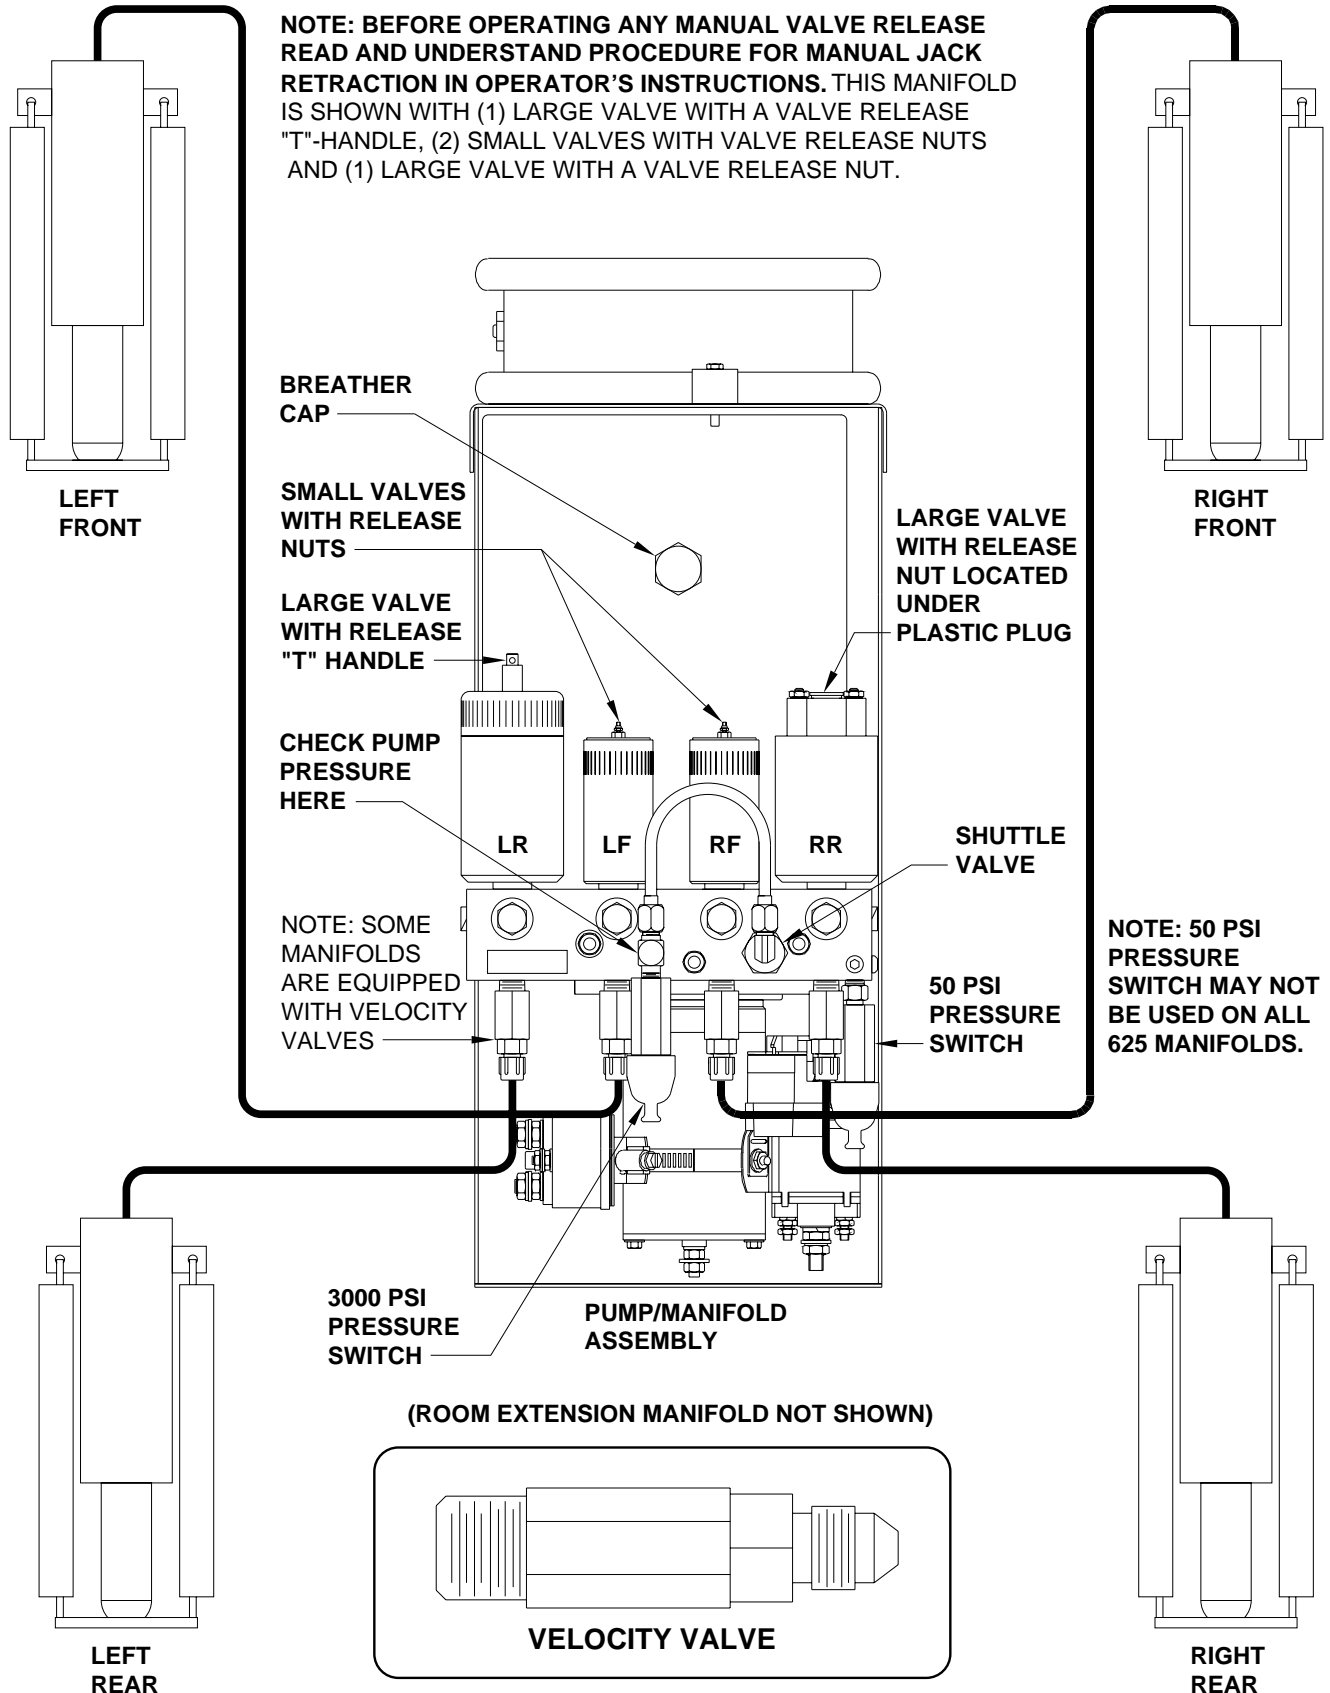 NOTE: BEFORE OPERATING ANY MANUAL VALVE RELEASE
READ AND UNDERSTAND PROCEDURE FOR MANUAL JACK
RETRACTION IN OPERATOR'S INSTRUCTIONS. THIS MANIFOLD
IS SHOWN WITH (1) LARGE VALVE WITH A VALVE RELEASE
"T"-HANDLE, (2) SMALL VALVES WITH VALVE RELEASE NUTS
AND (1) LARGE VALVE WITH A VALVE RELEASE NUT.
BREATHER
CAP
LEFT
FRONT
SMALL VALVES
WITH RELEASE
NUTS
RIGHT
FRONT
LARGE VALVE
WITH RELEASE
NUT LOCATED
UNDER
PLASTIC PLUG
LARGE VALVE
WITH RELEASE
"T" HANDLE
CHECK PUMP
PRESSURE
HERE
LR
LF
RF
RR
SHUTTLE
VALVE
NOTE: SOME
MANIFOLDS
ARE EQUIPPED
WITH VELOCITY
VALVES
50 PSI
PRESSURE
SWITCH
NOTE: 50 PSI
PRESSURE
SWITCH MAY NOT
BE USED ON ALL
625 MANIFOLDS.
3000 PSI
PRESSURE
SWITCH
PUMP/MANIFOLD
ASSEMBLY
(ROOM EXTENSION MANIFOLD NOT SHOWN)
VELOCITY VALVE
LEFT
REAR
RIGHT
REAR